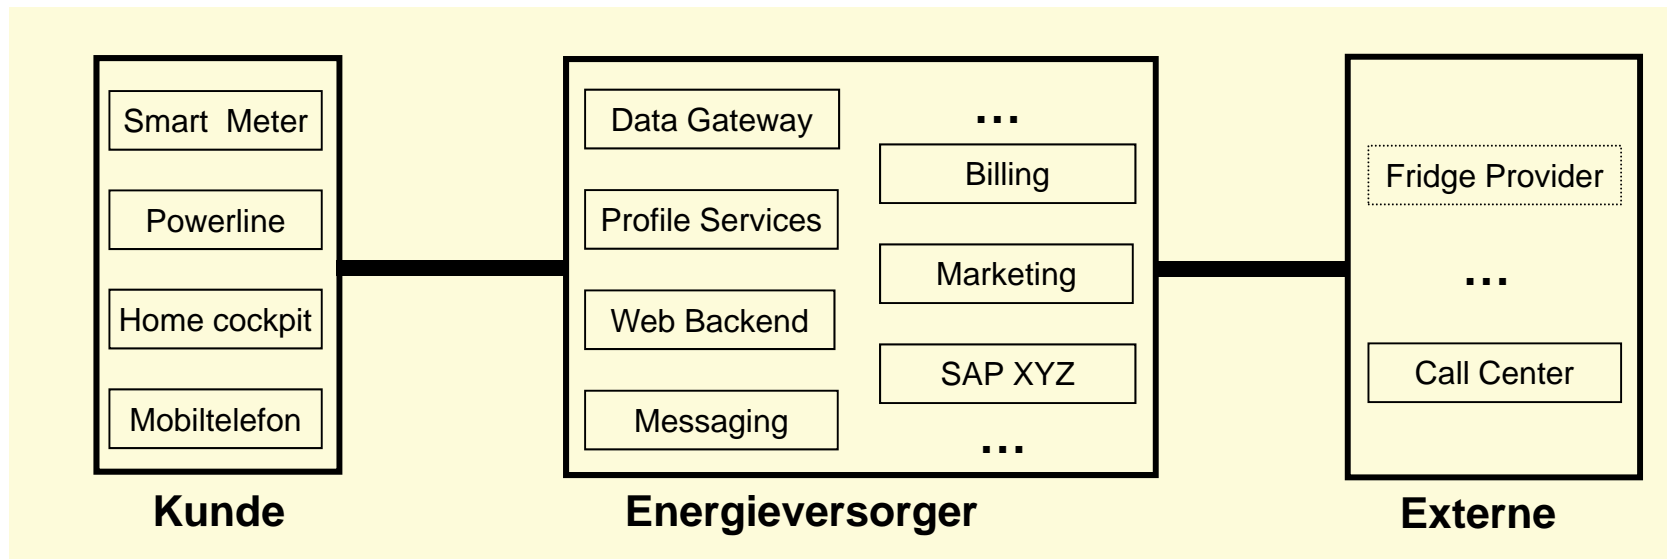 Smart  Meter
Powerline
Home cockpit
Mobiltelefon
Kunde
Data Gateway
Profile Services
Web Backend
Messaging
...
Billing
Marketing
SAP XYZ
...
Energieversorger
Fridge Provider
...
Call Center
Externe